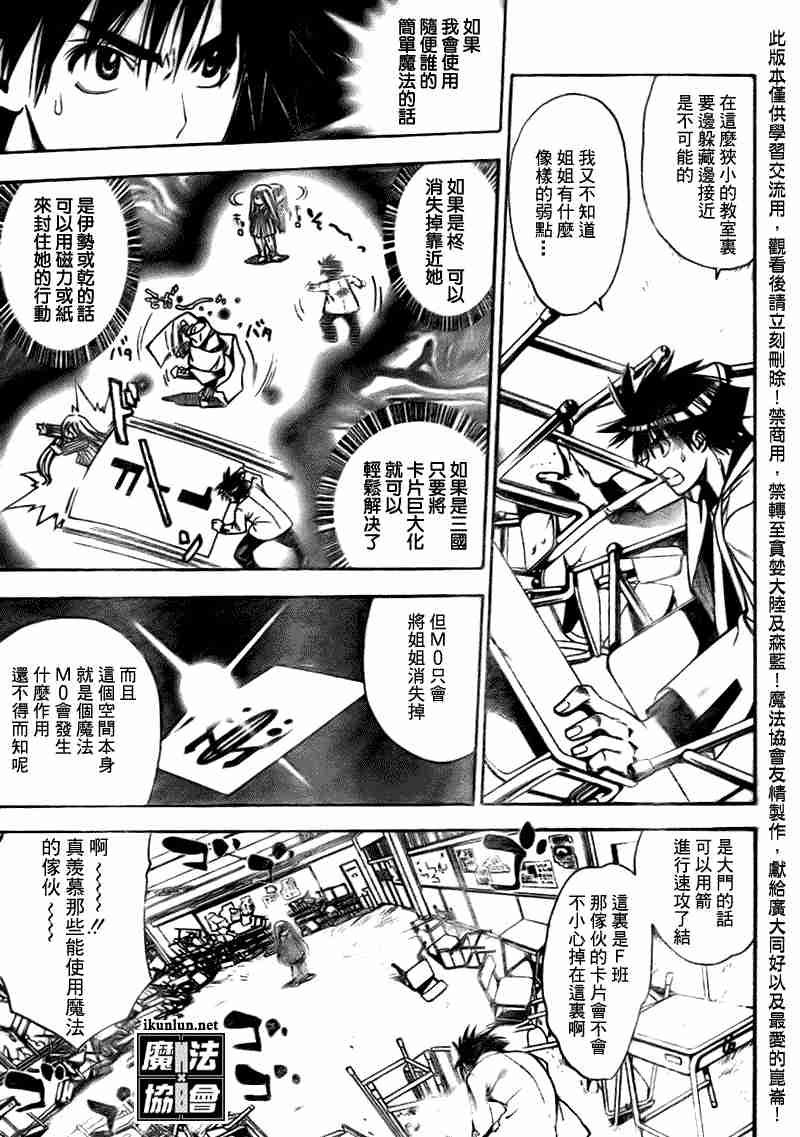 在這麼狹小的教室裏
要邊躲藏邊接近
是不可能的
我又不知道
姐姐有什麼
像樣的弱點…
如果
我會使用
隨便誰的
簡單魔法的話
如果是柊 可以
消失掉靠近她
是伊勢或乾的話
可以用磁力或紙
來封住她的行動
如果是三國
只要將
卡片巨大化
就可以
輕鬆解決了
但M0只會
將姐姐消失掉
而且
這個空間本身
就是個魔法
M0會發生
什麼作用
還不得而知呢
是大門的話
可以用箭
進行速攻了結
這裏是F班
那傢伙的卡片會不會
不小心掉在這裏啊
啊～～～～!!
真羨慕那些能使用魔法
的傢伙～～～～
ikunlun.net
魔法
協會
此版本僅供學習交流用，觀看後請立刻刪除！禁商用，禁轉至貪婪大陸及森藍！魔法協會友情製作，獻給廣大同好以及最愛的崑崙！